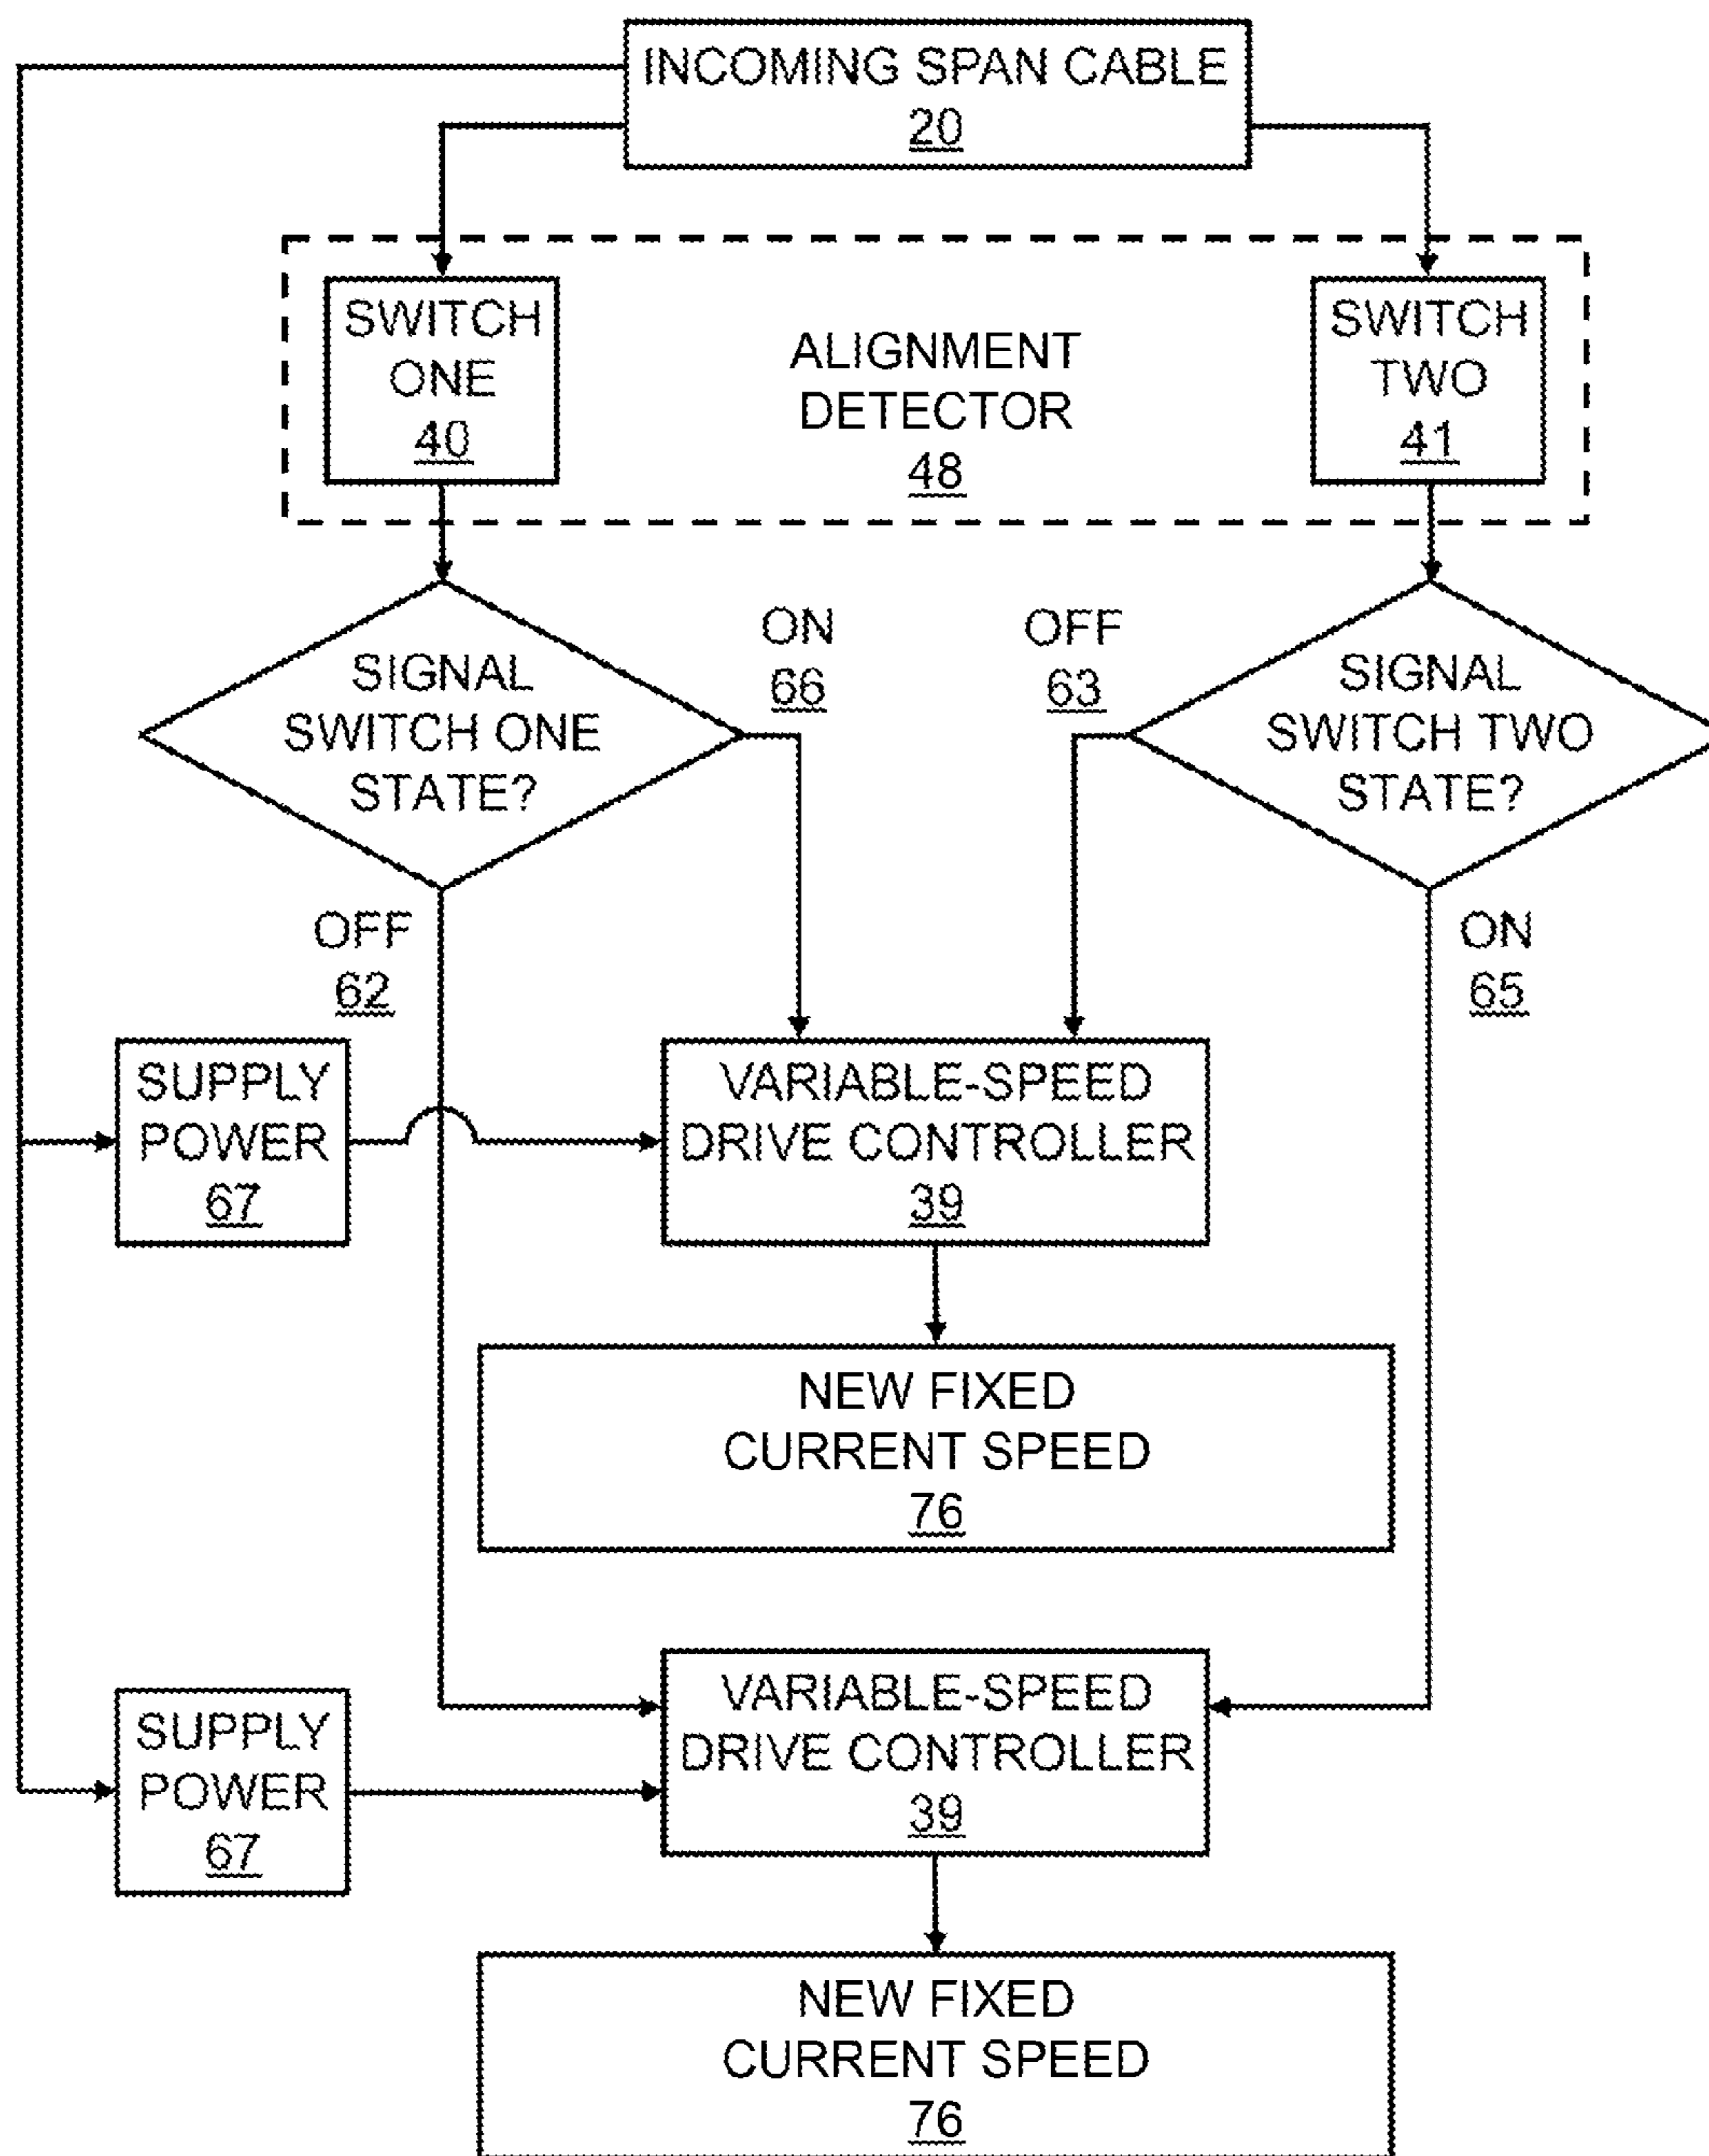 INCOMING SPAN CABLE
20
SWITCH
ONE
40
ALIGNMENT
DETECTOR
48
SWITCH
TWO
41
SIGNAL
SWITCH ONE
STATE?
ON
66
OFF
63
SIGNAL
SWITCH TWO
STATE?
OFF
62
ON
65
SUPPLY
POWER
67
VARIABLE-SPEED
DRIVE CONTROLLER
39
NEW FIXED
CURRENT SPEED
76
SUPPLY
POWER
67
VARIABLE-SPEED
DRIVE CONTROLLER
39
NEW FIXED
CURRENT SPEED
76